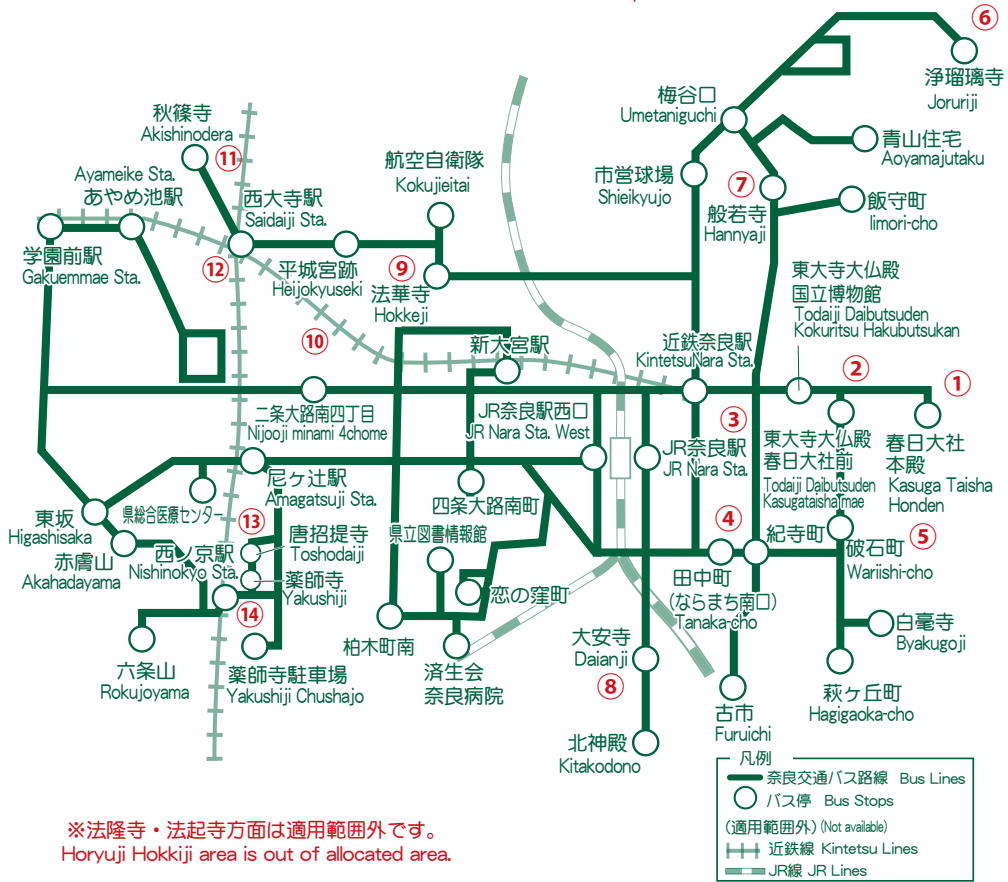 ⑥
浄瑠璃寺
Joruriji
梅谷口
Umetaniguchi
秋篠寺
Akishinodera
⑪
青山住宅
Aoyamajutaku
航空自衛隊
Kokujieitai
市営球場
Shieikyujo
⑦
般若寺
Hannyaji
飯守町
Iimori-cho
Ayameike Sta.
あやめ池駅
西大寺駅
Saidaiji Sta.
学園前駅
Gakuemmae Sta.
⑫
平城宮跡
Heijokyuseki
⑨
法華寺
Hokkeji
東大寺大仏殿
国立博物館
Todaiji Daibutsuden
Kokuritsu Hakubutsukan
⑩
新大宮駅
近鉄奈良駅
KintetsuNara Sta.
②
①
二条大路南四丁目
Nijooji minami 4chome
JR奈良駅西口
JR Nara Sta. West
③
JR奈良駅
JR Nara Sta.
東大寺大仏殿
春日大社前
Todaiji Daibutsuden
Kasugataisha mae
春日大社
本殿
Kasuga Taisha
Honden
尼ヶ辻駅
Amagatsuji Sta.
四条大路南町
東坂
Higashisaka
県総合医療センター
⑬
唐招提寺
Toshodaiji
県立図書情報館
④
紀寺町
⑤
破石町
Wariishi-cho
赤膚山
Akahadayama
西ノ京駅
Nishinokyo Sta.
薬師寺
Yakushiji
恋の窪町
田中町
(ならまち南口)
Tanaka-cho
⑭
六条山
Rokujoyama
薬師寺駐車場
Yakushiji Chushajo
柏木町南
済生会
奈良病院
大安寺
Daianji
⑧
白毫寺
Byakugoji
萩ヶ丘町
Hagigaoka-cho
古市
Furuichi
北神殿
Kitakodono
凡例
奈良交通バス路線 Bus Lines
バス停 Bus Stops
(適用範囲外) (Not available)
近鉄線 Kintetsu Lines
JR線 JR Lines
※法隆寺・法起寺方面は適用範囲外です。
Horyuji Hokkiji area is out of allocated area.